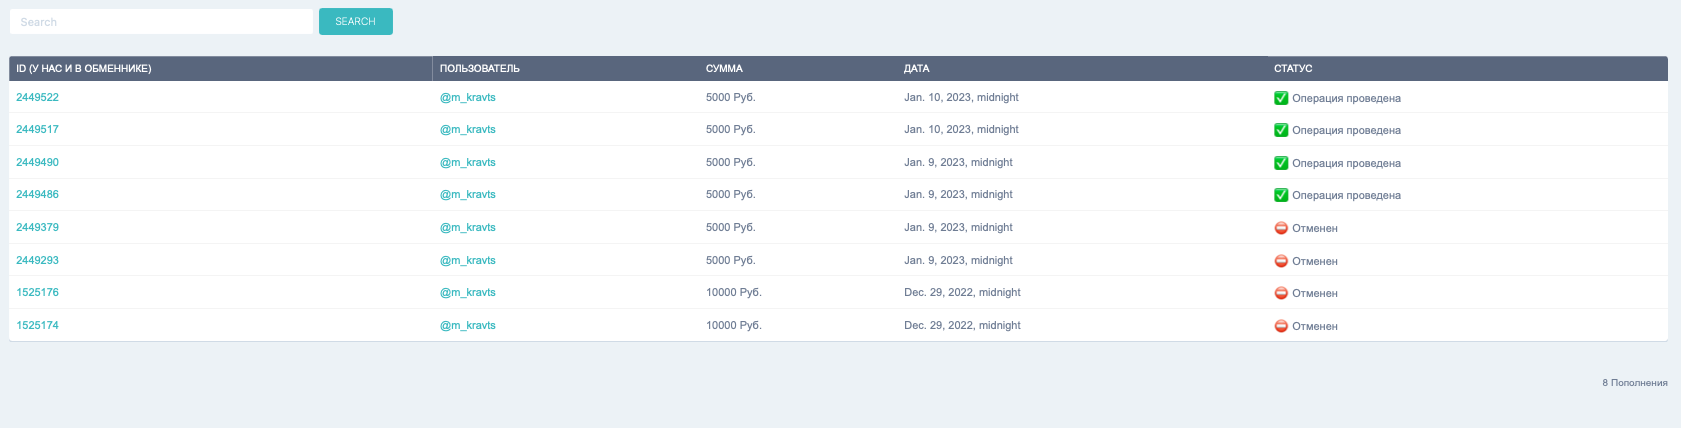 Search SEARCH
ID (У НАС И В ОБМЕННИКЕ) ПОЛЬЗОВАТЕЛЬ СУММА ДАТА СТАТУС
2449522 @m_kravts 5000 Руб. Jan. 10, 2023, midnight ✅ Операция проведена
2449517 @m_kravts 5000 Руб. Jan. 10, 2023, midnight ✅ Операция проведена
2449490 @m_kravts 5000 Руб. Jan. 9, 2023, midnight ✅ Операция проведена
2449486 @m_kravts 5000 Руб. Jan. 9, 2023, midnight ✅ Операция проведена
2449379 @m_kravts 5000 Руб. Jan. 9, 2023, midnight ⛔ Отменен
2449293 @m_kravts 5000 Руб. Jan. 9, 2023, midnight ⛔ Отменен
1525176 @m_kravts 10000 Руб. Dec. 29, 2022, midnight ⛔ Отменен
1525174 @m_kravts 10000 Руб. Dec. 29, 2022, midnight ⛔ Отменен
8 Пополнения